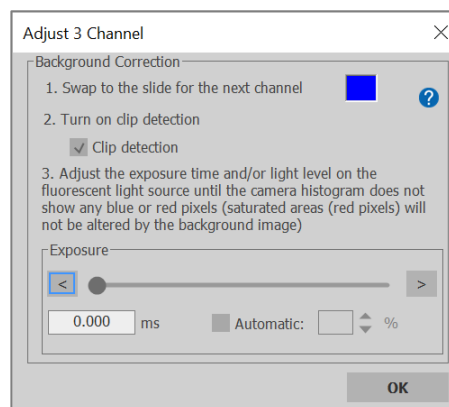 Adjust 3 Channel
Background Correction
1. Swap to the slide for the next channel
?
2. Turn on clip detection
Clip detection
3. Adjust the exposure time and/or light level on the
fluorescent light source until the camera histogram does not
show any blue or red pixels (saturated areas (red pixels) will
not be altered by the background image)
Exposure
< >
0.000 ms Automatic: %
OK